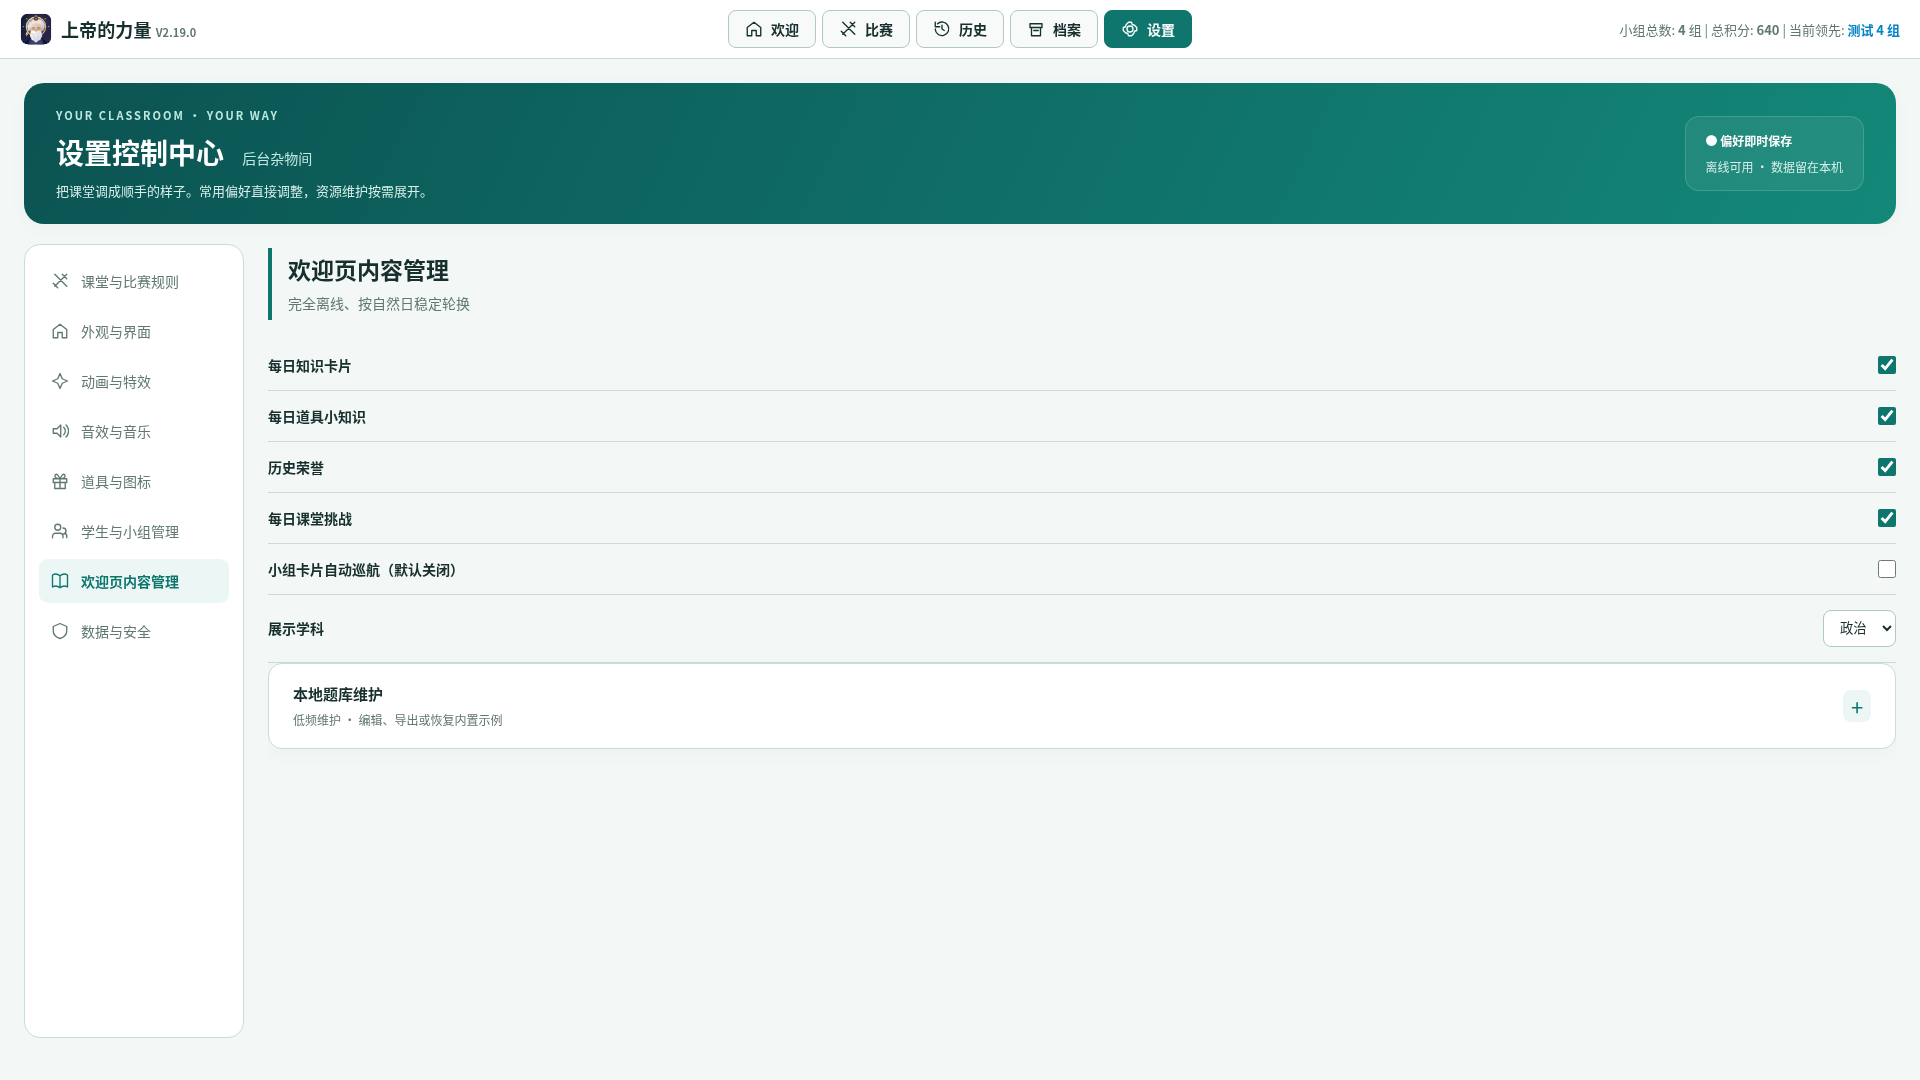 上帝的力量 V2.19.0
欢迎
比赛
历史
档案
设置
小组总数: 4 组 | 总积分: 640 | 当前领先: 测试 4 组
YOUR CLASSROOM · YOUR WAY
设置控制中心 后台杂物间
把课堂调成顺手的样子。常用偏好直接调整，资源维护按需展开。
偏好即时保存
离线可用 · 数据留在本机
课堂与比赛规则
外观与界面
动画与特效
音效与音乐
道具与图标
学生与小组管理
欢迎页内容管理
数据与安全
欢迎页内容管理
完全离线、按自然日稳定轮换
每日知识卡片
每日道具小知识
历史荣誉
每日课堂挑战
小组卡片自动巡航（默认关闭）
展示学科
政治
本地题库维护
低频维护 · 编辑、导出或恢复内置示例
+